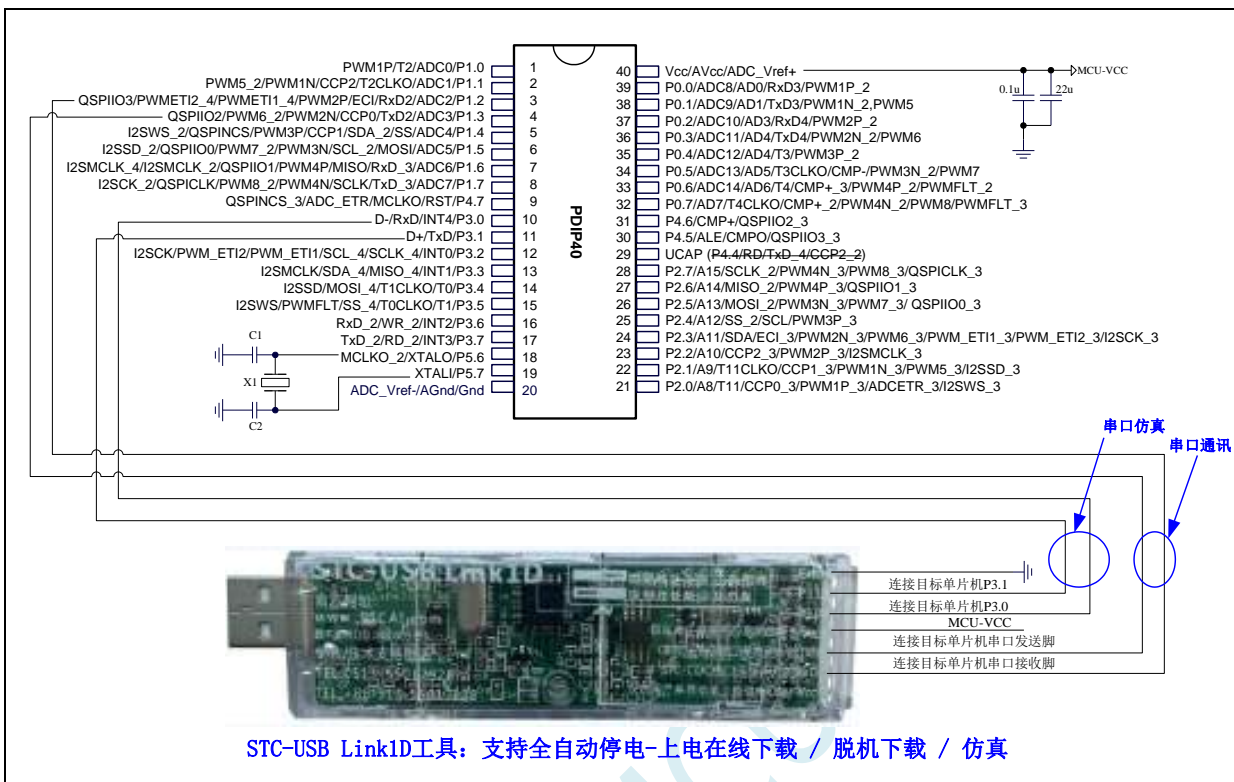 PWM1P/T2/ADC0/P1.0 1
PWM5_2/PWM1N/CCP2/T2CLKO/ADC1/P1.1 2
QSPIIO3/PWMETI2_4/PWMETI1_4/PWM2P/ECI/RxD2/ADC2/P1.2 3
QSPIIO2/PWM6_2/PWM2N/CCP0/TxD2/ADC3/P1.3 4
I2SWS_2/QSPINCS/PWM3P/CCP1/SDA_2/SS/ADC4/P1.4 5
I2SSD_2/QSPIIO0/PWM7_2/PWM3N/SCL_2/MOSI/ADC5/P1.5 6
I2SMCLK_4/I2SMCLK_2/QSPIIO1/PWM4P/MISO/RxD_3/ADC6/P1.6 7
I2SCK_2/QSPICLK/PWM8_2/PWM4N/SCLK/TxD_3/ADC7/P1.7 8
QSPINCS_3/ADC_ETR/MCLKO/RST/P4.7 9
D-/RxD/INT4/P3.0 10
D+/TxD/P3.1 11
I2SCK/PWM_ETI2/PWM_ETI1/SCL_4/SCLK_4/INT0/P3.2 12
I2SMCLK/SDA_4/MISO_4/INT1/P3.3 13
I2SSD/MOSI_4/T1CLKO/T0/P3.4 14
I2SWS/PWMFLT/SS_4/T0CLKO/T1/P3.5 15
RxD_2/WR_2/INT2/P3.6 16
TxD_2/RD_2/INT3/P3.7 17
MCLKO_2/XTALO/P5.6 18
XTALI/P5.7 19
ADC_Vref-/AGnd/Gnd 20
PDIP40
40 Vcc/AVcc/ADC_Vref+
39 P0.0/ADC8/AD0/RxD3/PWM1P_2
38 P0.1/ADC9/AD1/TxD3/PWM1N_2,PWM5
37 P0.2/ADC10/AD3/RxD4/PWM2P_2
36 P0.3/ADC11/AD4/TxD4/PWM2N_2/PWM6
35 P0.4/ADC12/AD4/T3/PWM3P_2
34 P0.5/ADC13/AD5/T3CLKO/CMP-/PWM3N_2/PWM7
33 P0.6/ADC14/AD6/T4/CMP+_3/PWM4P_2/PWMFLT_2
32 P0.7/AD7/T4CLKO/CMP+_2/PWM4N_2/PWM8/PWMFLT_3
31 P4.6/CMP+/QSPIIO2_3
30 P4.5/ALE/CMPO/QSPIIO3_3
29 UCAP (P4.4/RD/TxD_4/CCP2_2)
28 P2.7/A15/SCLK_2/PWM4N_3/PWM8_3/QSPICLK_3
27 P2.6/A14/MISO_2/PWM4P_3/QSPIIO1_3
26 P2.5/A13/MOSI_2/PWM3N_3/PWM7_3/ QSPIIO0_3
25 P2.4/A12/SS_2/SCL/PWM3P_3
24 P2.3/A11/SDA/ECI_3/PWM2N_3/PWM6_3/PWM_ETI1_3/PWM_ETI2_3/I2SCK_3
23 P2.2/A10/CCP2_3/PWM2P_3/I2SMCLK_3
22 P2.1/A9/T11CLKO/CCP1_3/PWM1N_3/PWM5_3/I2SSD_3
21 P2.0/A8/T11/CCP0_3/PWM1P_3/ADCETR_3/I2SWS_3
MCU-VCC
0.1u
22u
C1
X1
C2
串口仿真
串口通讯
STC-USB Link1D
连接目标单片机P3.1
连接目标单片机P3.0
MCU-VCC
连接目标单片机串口发送脚
连接目标单片机串口接收脚
STC-USB Link1D工具：支持全自动停电-上电在线下载 / 脱机下载 / 仿真